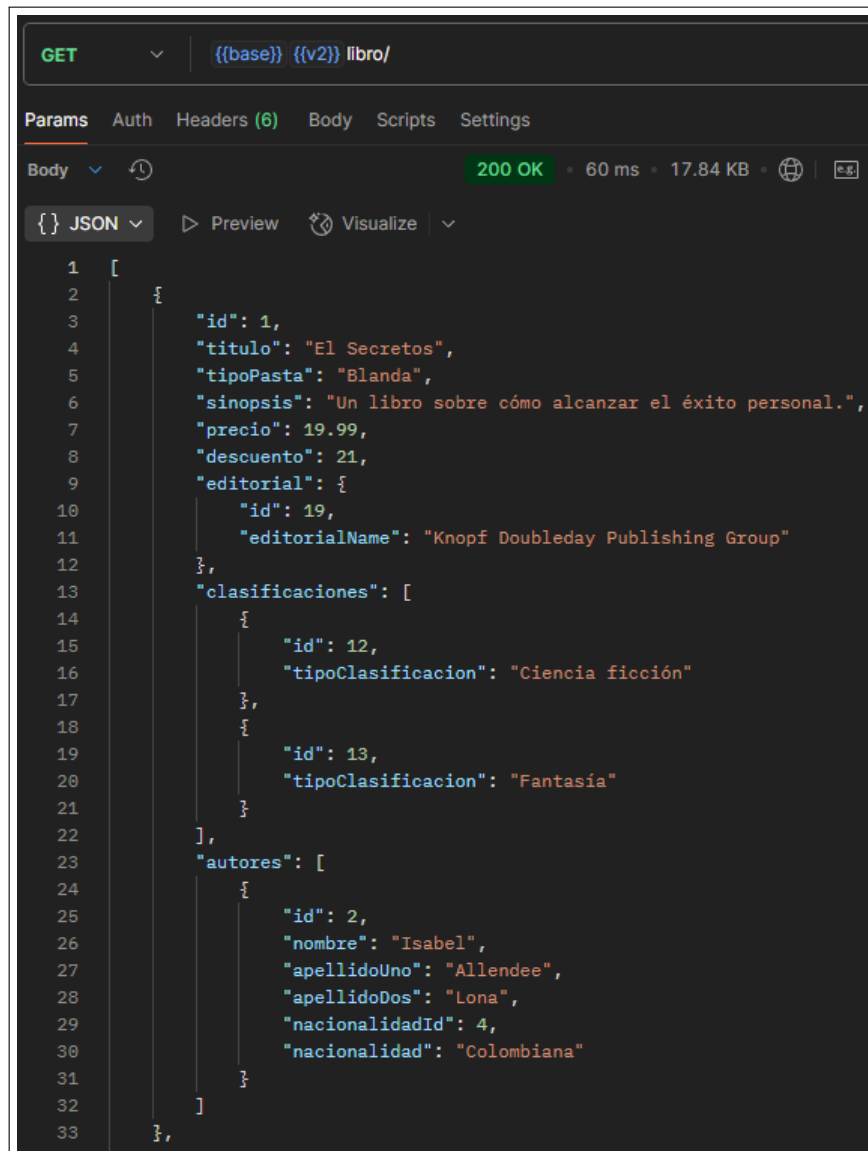 GET {{base}} {{v2}} libro/
Params Auth Headers (6) Body Scripts Settings
Body 200 OK • 60 ms • 17.84 KB • e.g.
{} JSON Preview Visualize
1 [
2 {
3 "id": 1,
4 "titulo": "El Secretos",
5 "tipoPasta": "Blanda",
6 "sinopsis": "Un libro sobre cómo alcanzar el éxito personal.",
7 "precio": 19.99,
8 "descuento": 21,
9 "editorial": {
10 "id": 19,
11 "editorialName": "Knopf Doubleday Publishing Group"
12 },
13 "clasificaciones": [
14 {
15 "id": 12,
16 "tipoClasificacion": "Ciencia ficción"
17 },
18 {
19 "id": 13,
20 "tipoClasificacion": "Fantasía"
21 }
22 ],
23 "autores": [
24 {
25 "id": 2,
26 "nombre": "Isabel",
27 "apellidoUno": "Allendee",
28 "apellidoDos": "Lona",
29 "nacionalidadId": 4,
30 "nacionalidad": "Colombiana"
31 }
32 ]
33 },